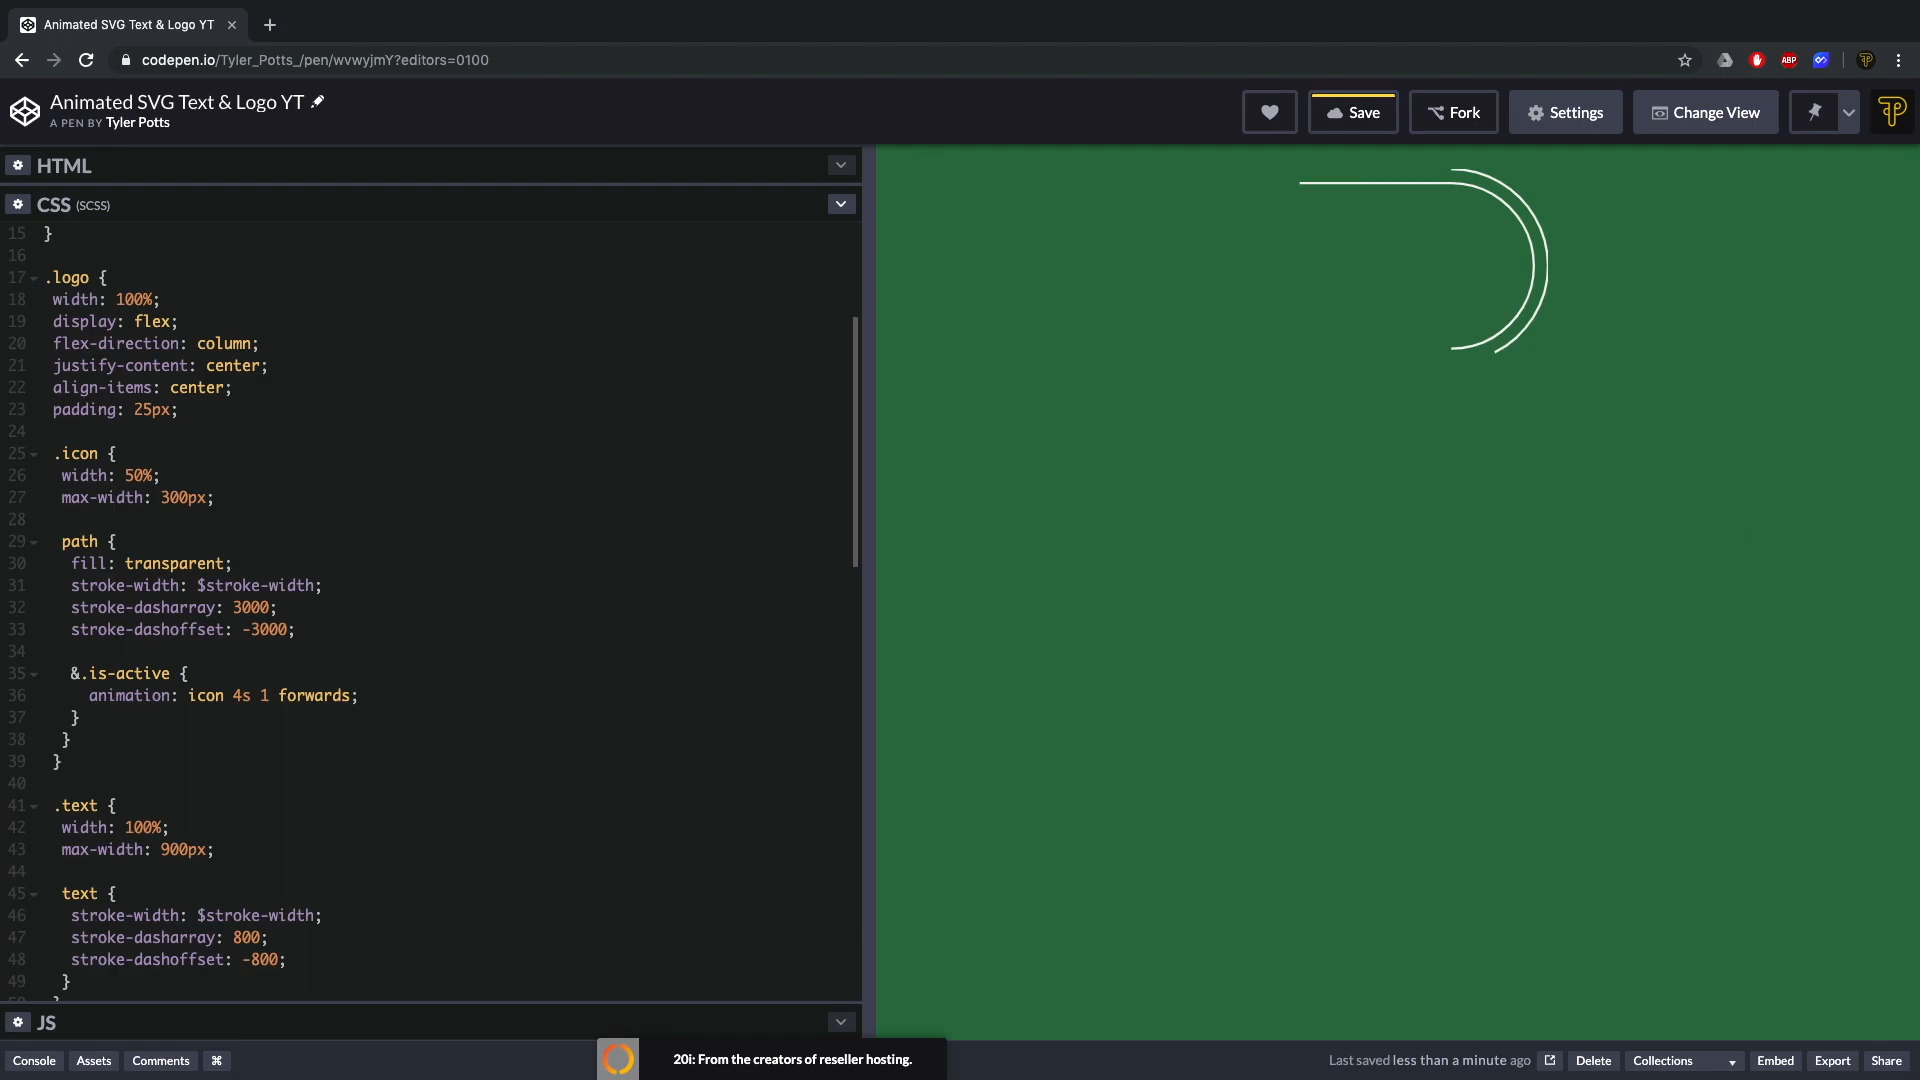 Animated SVG Text & Logo YT
codepen.io/Tyler_Potts_/pen/wvwyjmY?editors=0100
ABP
Animated SVG Text & Logo YT
A PEN BY Tyler Potts
Save
Fork
Settings
Change View
HTML
CSS (SCSS)
15 }
16
17 .logo {
18 width: 100%;
19 display: flex;
20 flex-direction: column;
21 justify-content: center;
22 align-items: center;
23 padding: 25px;
24
25 .icon {
26 width: 50%;
27 max-width: 300px;
28
29 path {
30 fill: transparent;
31 stroke-width: $stroke-width;
32 stroke-dasharray: 3000;
33 stroke-dashoffset: -3000;
34
35 &.is-active {
36 animation: icon 4s 1 forwards;
37 }
38 }
39 }
40
41 .text {
42 width: 100%;
43 max-width: 900px;
44
45 text {
46 stroke-width: $stroke-width;
47 stroke-dasharray: 800;
48 stroke-dashoffset: -800;
49 }
JS
Console
Assets
Comments
⌘
20i: From the creators of reseller hosting.
Last saved less than a minute ago
Delete
Collections
Embed
Export
Share